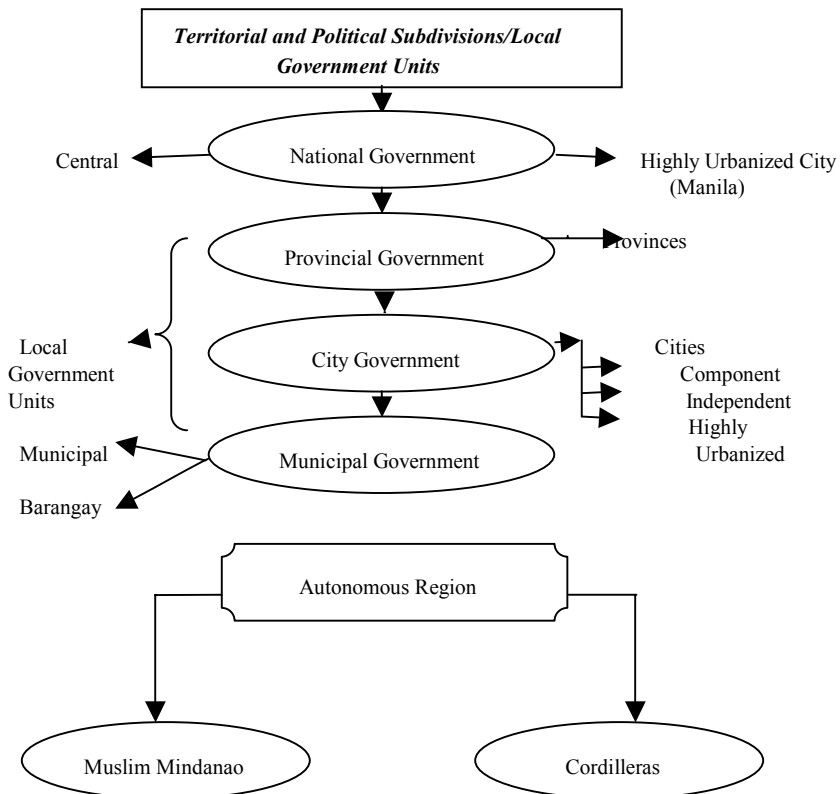 Territorial and Political Subdivisions/Local
Government Units
National Government
Central
Highly Urbanized City
(Manila)
Provincial Government
Provinces
Local
Government
Units
City Government
Cities
Component
Independent
Highly
Urbanized
Municipal
Municipal Government
Barangay
Autonomous Region
Muslim Mindanao
Cordilleras